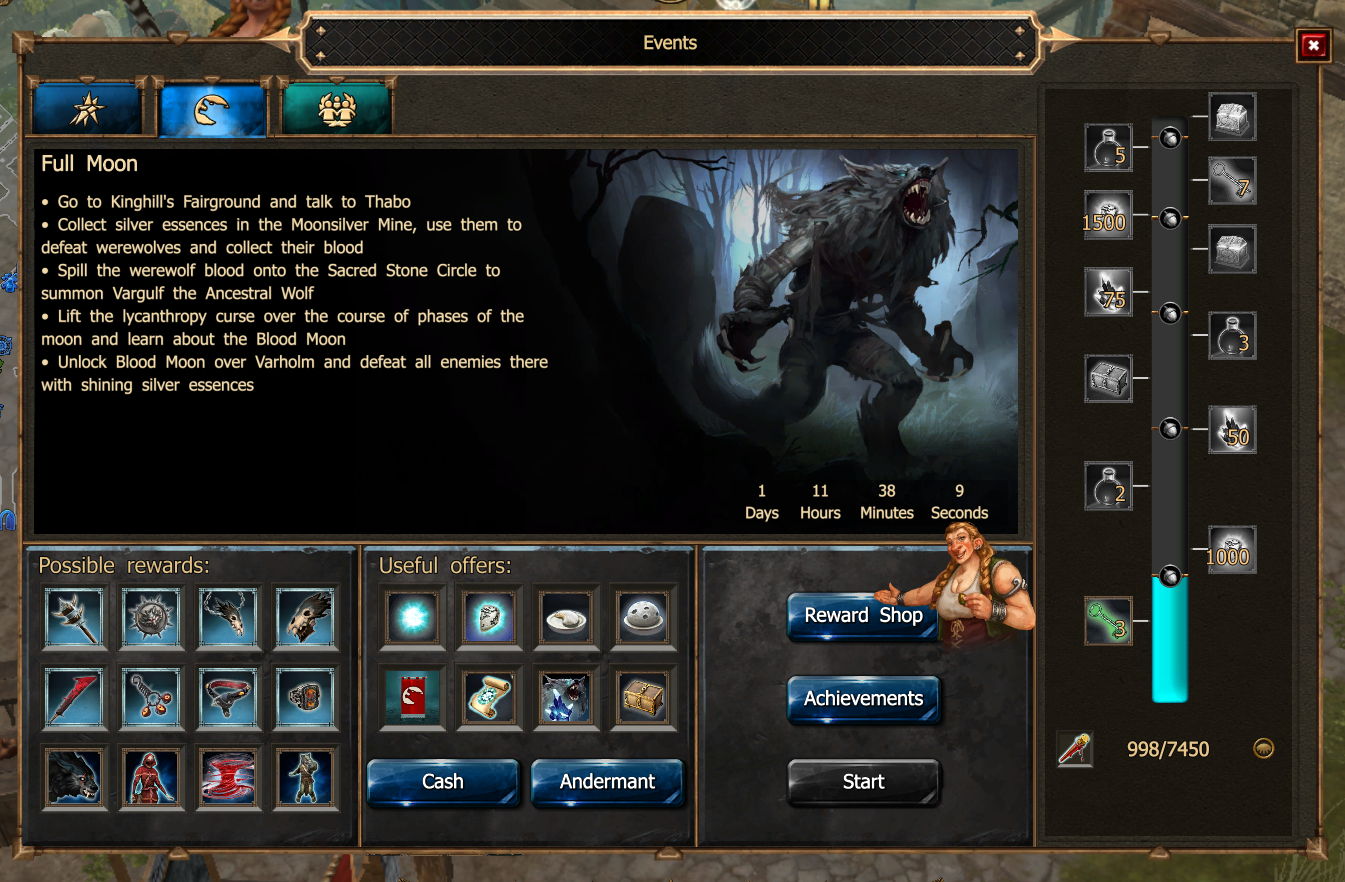 Events
Full Moon
• Go to Kinghill's Fairground and talk to Thabo
• Collect silver essences in the Moonsilver Mine, use them to
defeat werewolves and collect their blood
• Spill the werewolf blood onto the Sacred Stone Circle to
summon Vargulf the Ancestral Wolf
• Lift the lycanthropy curse over the course of phases of the
moon and learn about the Blood Moon
• Unlock Blood Moon over Varholm and defeat all enemies there
with shining silver essences
1 11 38 9
Days Hours Minutes Seconds
Possible rewards:
Useful offers:
Cash
Andermant
Reward Shop
Achievements
Start
5
7
1500
75
3
50
2
1000
3
998/7450